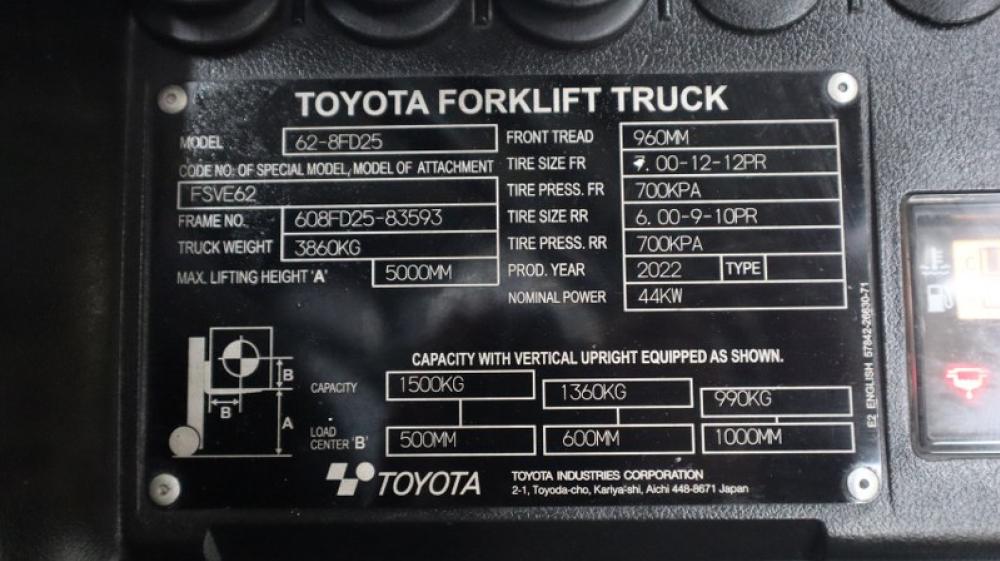 TOYOTA FORKLIFT TRUCK
MODEL 62-8FD25
CODE NO. OF SPECIAL MODEL, MODEL OF ATTACHMENT
FSVE62
FRAME NO. 608FD25-83593
TRUCK WEIGHT 3860KG
MAX. LIFTING HEIGHT 'A' 5000MM
FRONT TREAD 960MM
TIRE SIZE FR 7.00-12-12PR
TIRE PRESS. FR 700KPA
TIRE SIZE RR 6.00-9-10PR
TIRE PRESS. RR 700KPA
PROD. YEAR 2022 TYPE
NOMINAL POWER 44KW
CAPACITY WITH VERTICAL UPRIGHT EQUIPPED AS SHOWN.
B
B
A
CAPACITY 1500KG 1360KG 990KG
LOAD
CENTER 'B' 500MM 600MM 1000MM
TOYOTA
TOYOTA INDUSTRIES CORPORATION
2-1, Toyoda-cho, Kariya-shi, Aichi 448-8671 Japan
E2 ENGLISH 57842-26630-71
C